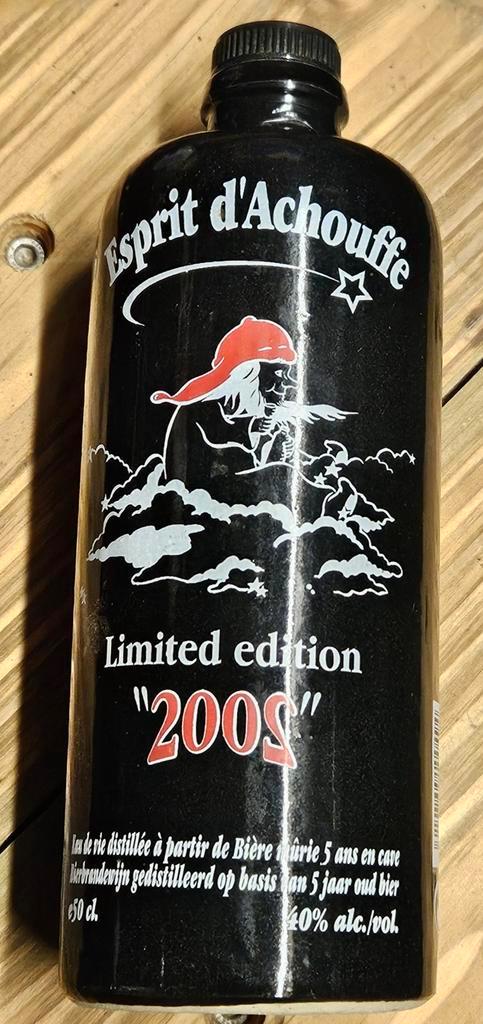 Esprit d'Achouffe
Limited edition
"2002"
Eau de vie distillée à partir de Bière mûrie 5 ans en cave
Bierbrandewijn gedistilleerd op basis van 5 jaar oud bier
e50 cl.
40% alc./vol.